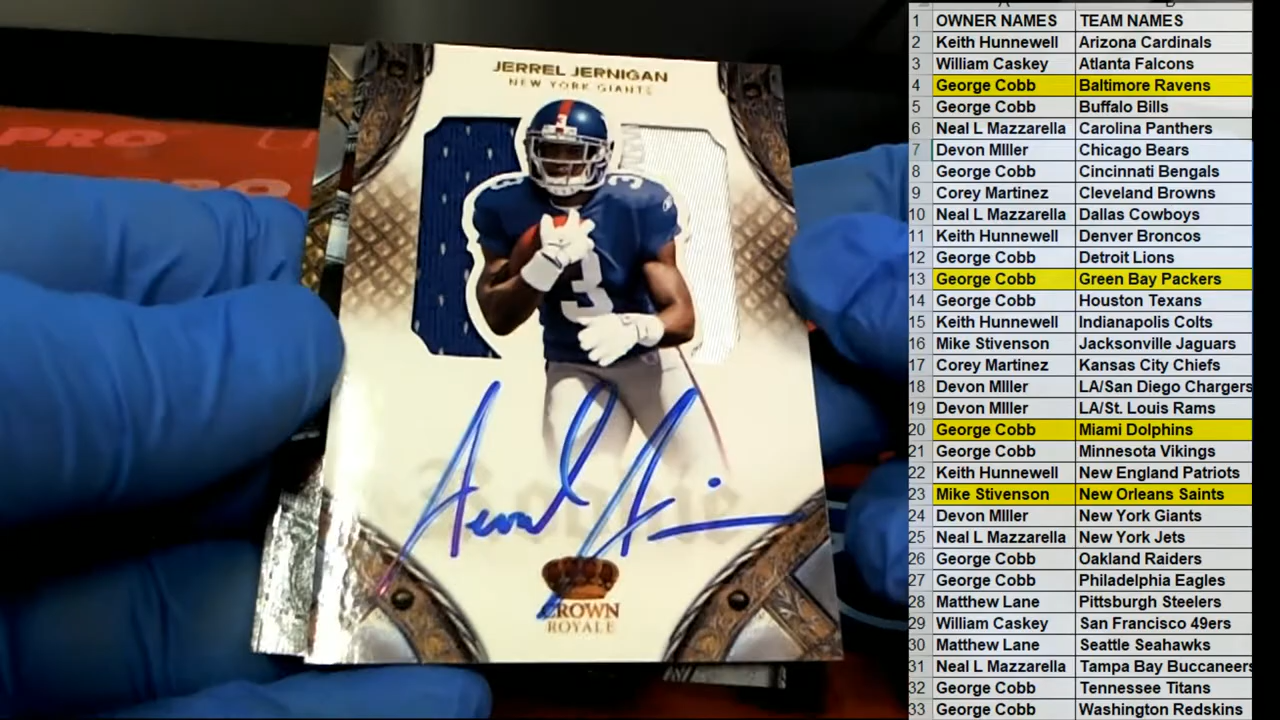 JERREL JERNIGAN
NEW YORK GIANTS
3
3
3
Rookie
CROWN
ROYALE
PRO
1 OWNER NAMES TEAM NAMES
2 Keith Hunnewell Arizona Cardinals
3 William Caskey Atlanta Falcons
4 George Cobb Baltimore Ravens
5 George Cobb Buffalo Bills
6 Neal L Mazzarella Carolina Panthers
7 Devon MIller Chicago Bears
8 George Cobb Cincinnati Bengals
9 Corey Martinez Cleveland Browns
10 Neal L Mazzarella Dallas Cowboys
11 Keith Hunnewell Denver Broncos
12 George Cobb Detroit Lions
13 George Cobb Green Bay Packers
14 George Cobb Houston Texans
15 Keith Hunnewell Indianapolis Colts
16 Mike Stivenson Jacksonville Jaguars
17 Corey Martinez Kansas City Chiefs
18 Devon MIller LA/San Diego Chargers
19 Devon MIller LA/St. Louis Rams
20 George Cobb Miami Dolphins
21 George Cobb Minnesota Vikings
22 Keith Hunnewell New England Patriots
23 Mike Stivenson New Orleans Saints
24 Devon MIller New York Giants
25 Neal L Mazzarella New York Jets
26 George Cobb Oakland Raiders
27 George Cobb Philadelphia Eagles
28 Matthew Lane Pittsburgh Steelers
29 William Caskey San Francisco 49ers
30 Matthew Lane Seattle Seahawks
31 Neal L Mazzarella Tampa Bay Buccaneers
32 George Cobb Tennessee Titans
33 George Cobb Washington Redskins